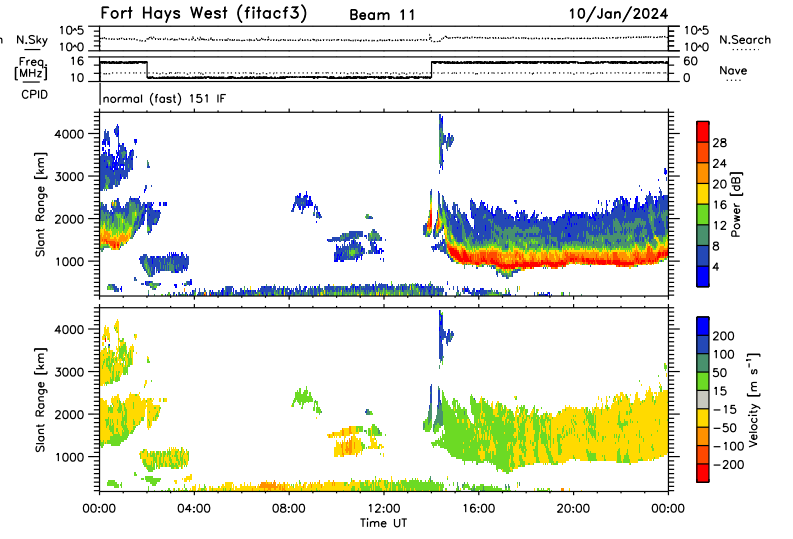 Fort Hays West (fitacf3) Beam 11 10/Jan/2024
N.Sky 10^5 10^0 10^5 10^0 N.Search
Freq. [MHz] 16 10 60 0 Nave
CPID normal (fast) 151 IF
Slant Range [km] 4000 3000 2000 1000
Power [dB] 28 24 20 16 12 8 4
Slant Range [km] 4000 3000 2000 1000
Velocity [m s⁻¹] 200 100 50 15 -15 -50 -100 -200
00:00 04:00 08:00 12:00 16:00 20:00 00:00
Time UT